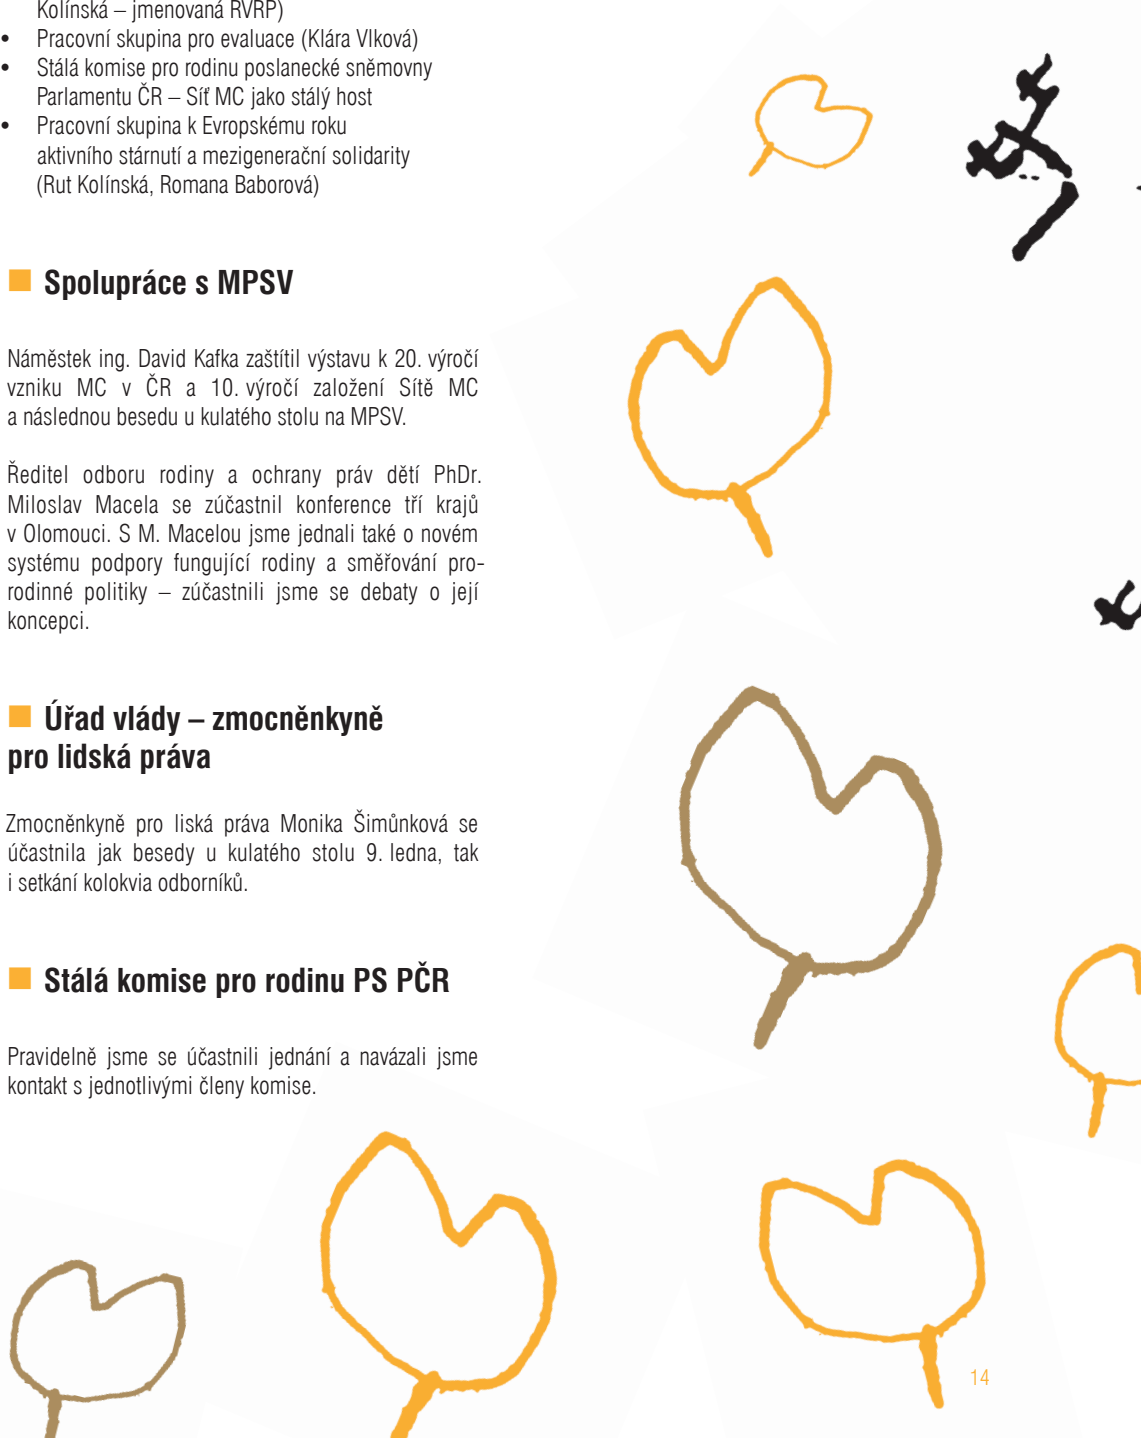 Kolínská – jmenovaná RVRP)
• Pracovní skupina pro evaluace (Klára Vlková)
• Stálá komise pro rodinu poslanecké sněmovny
Parlamentu ČR – Síť MC jako stálý host
• Pracovní skupina k Evropskému roku
aktivního stárnutí a mezigenerační solidarity
(Rut Kolínská, Romana Baborová)
Spolupráce s MPSV
Náměstek ing. David Kafka zaštítil výstavu k 20. výročí
vzniku MC v ČR a 10. výročí založení Sítě MC
a následnou besedu u kulatého stolu na MPSV.
Ředitel odboru rodiny a ochrany práv dětí PhDr.
Miloslav Macela se zúčastnil konference tří krajů
v Olomouci. S M. Macelou jsme jednali také o novém
systému podpory fungující rodiny a směřování pro-
rodinné politiky – zúčastnili jsme se debaty o její
koncepci.
Úřad vlády – zmocněnkyně
pro lidská práva
Zmocněnkyně pro liská práva Monika Šimůnková se
účastnila jak besedy u kulatého stolu 9. ledna, tak
i setkání kolokvia odborníků.
Stálá komise pro rodinu PS PČR
Pravidelně jsme se účastnili jednání a navázali jsme
kontakt s jednotlivými členy komise.
14